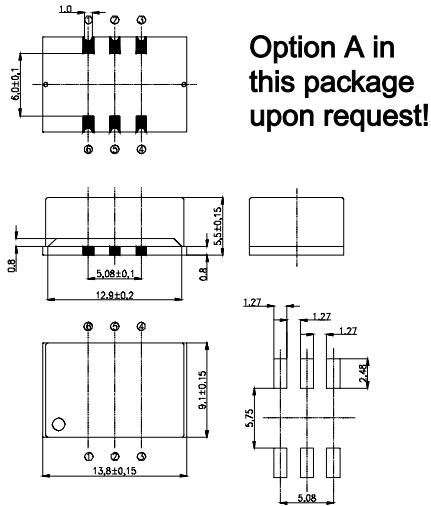 1.0
① ② ③
Option A in
this package
upon request!
6,0±0,1
⑥ ⑤ ④
5,5±0,15
0.8
5,08±0,1
0.8
12.9±0.2
⑥ ⑤ ④
9,1±0,15
① ② ③
13,8±0,15
1.27
1.27
1.27
2,48
5,75
5.08